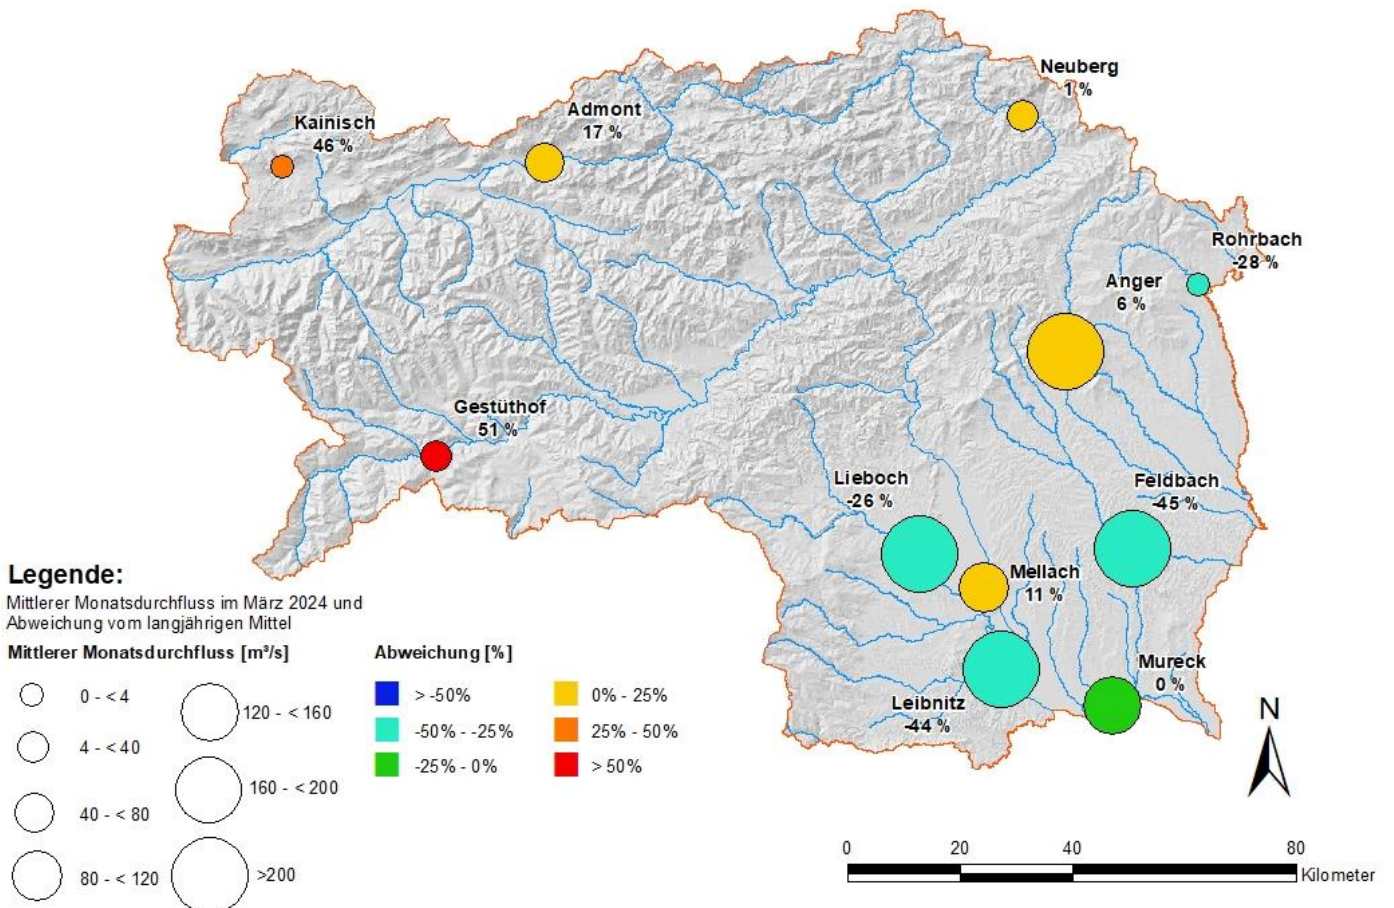 Neuberg
1 %
Admont
17 %
Kainisch
46 %
Rohrbach
-28 %
Anger
6 %
Gestüthof
51 %
Lieboch
-26 %
Feldbach
-45 %
Mellach
11 %
Mureck
0 %
Leibnitz
-44 %
Legende:
Mittlerer Monatsdurchfluss im März 2024 und
Abweichung vom langjährigen Mittel
Mittlerer Monatsdurchfluss [m³/s]
0 - < 4
4 - < 40
40 - < 80
80 - < 120
120 - < 160
160 - < 200
>200
Abweichung [%]
> -50%
-50% - -25%
-25% - 0%
0% - 25%
25% - 50%
> 50%
N
0 20 40 80
Kilometer